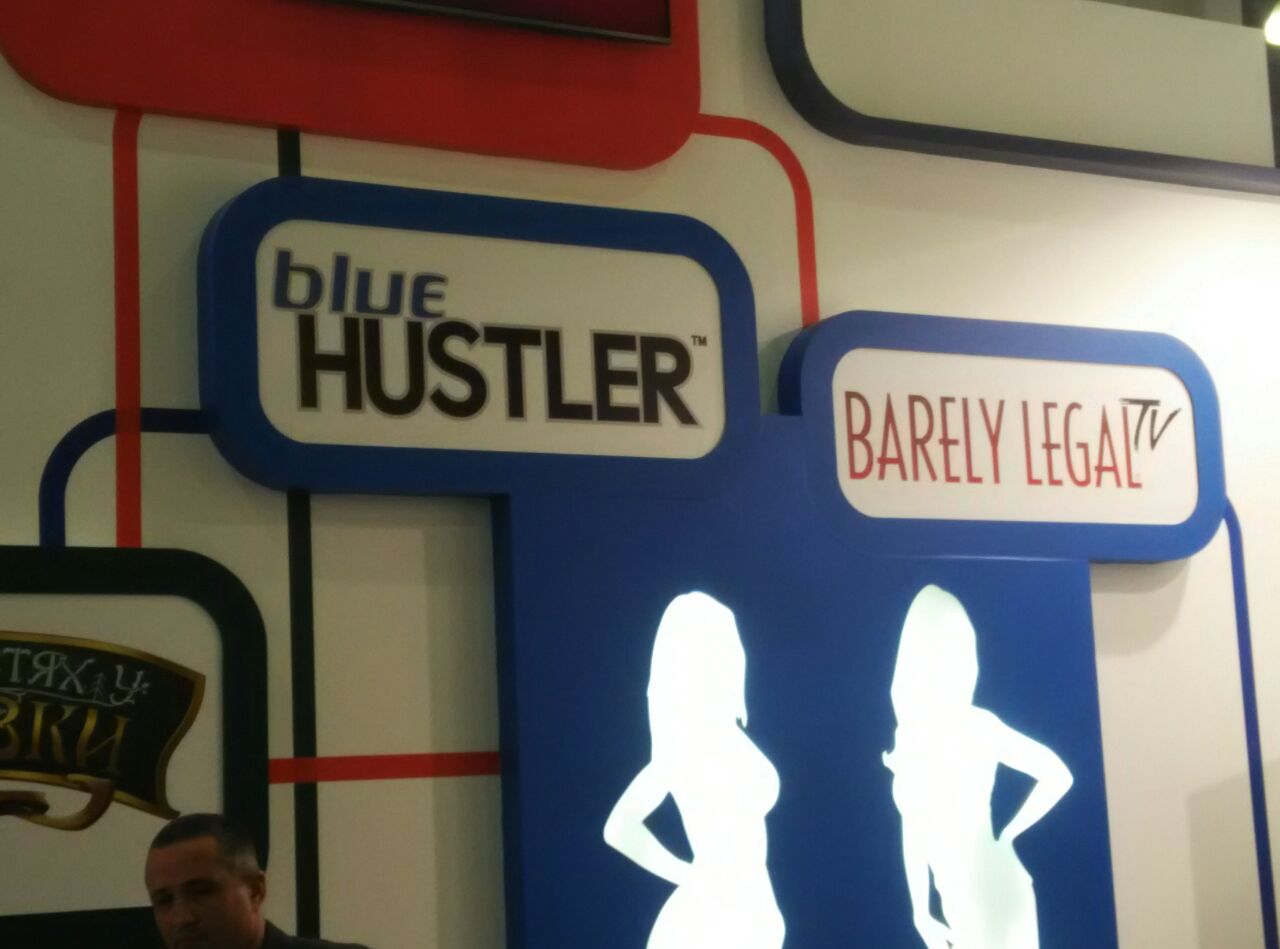 blue
HUSTLER™
BARELY LEGAL TV
У